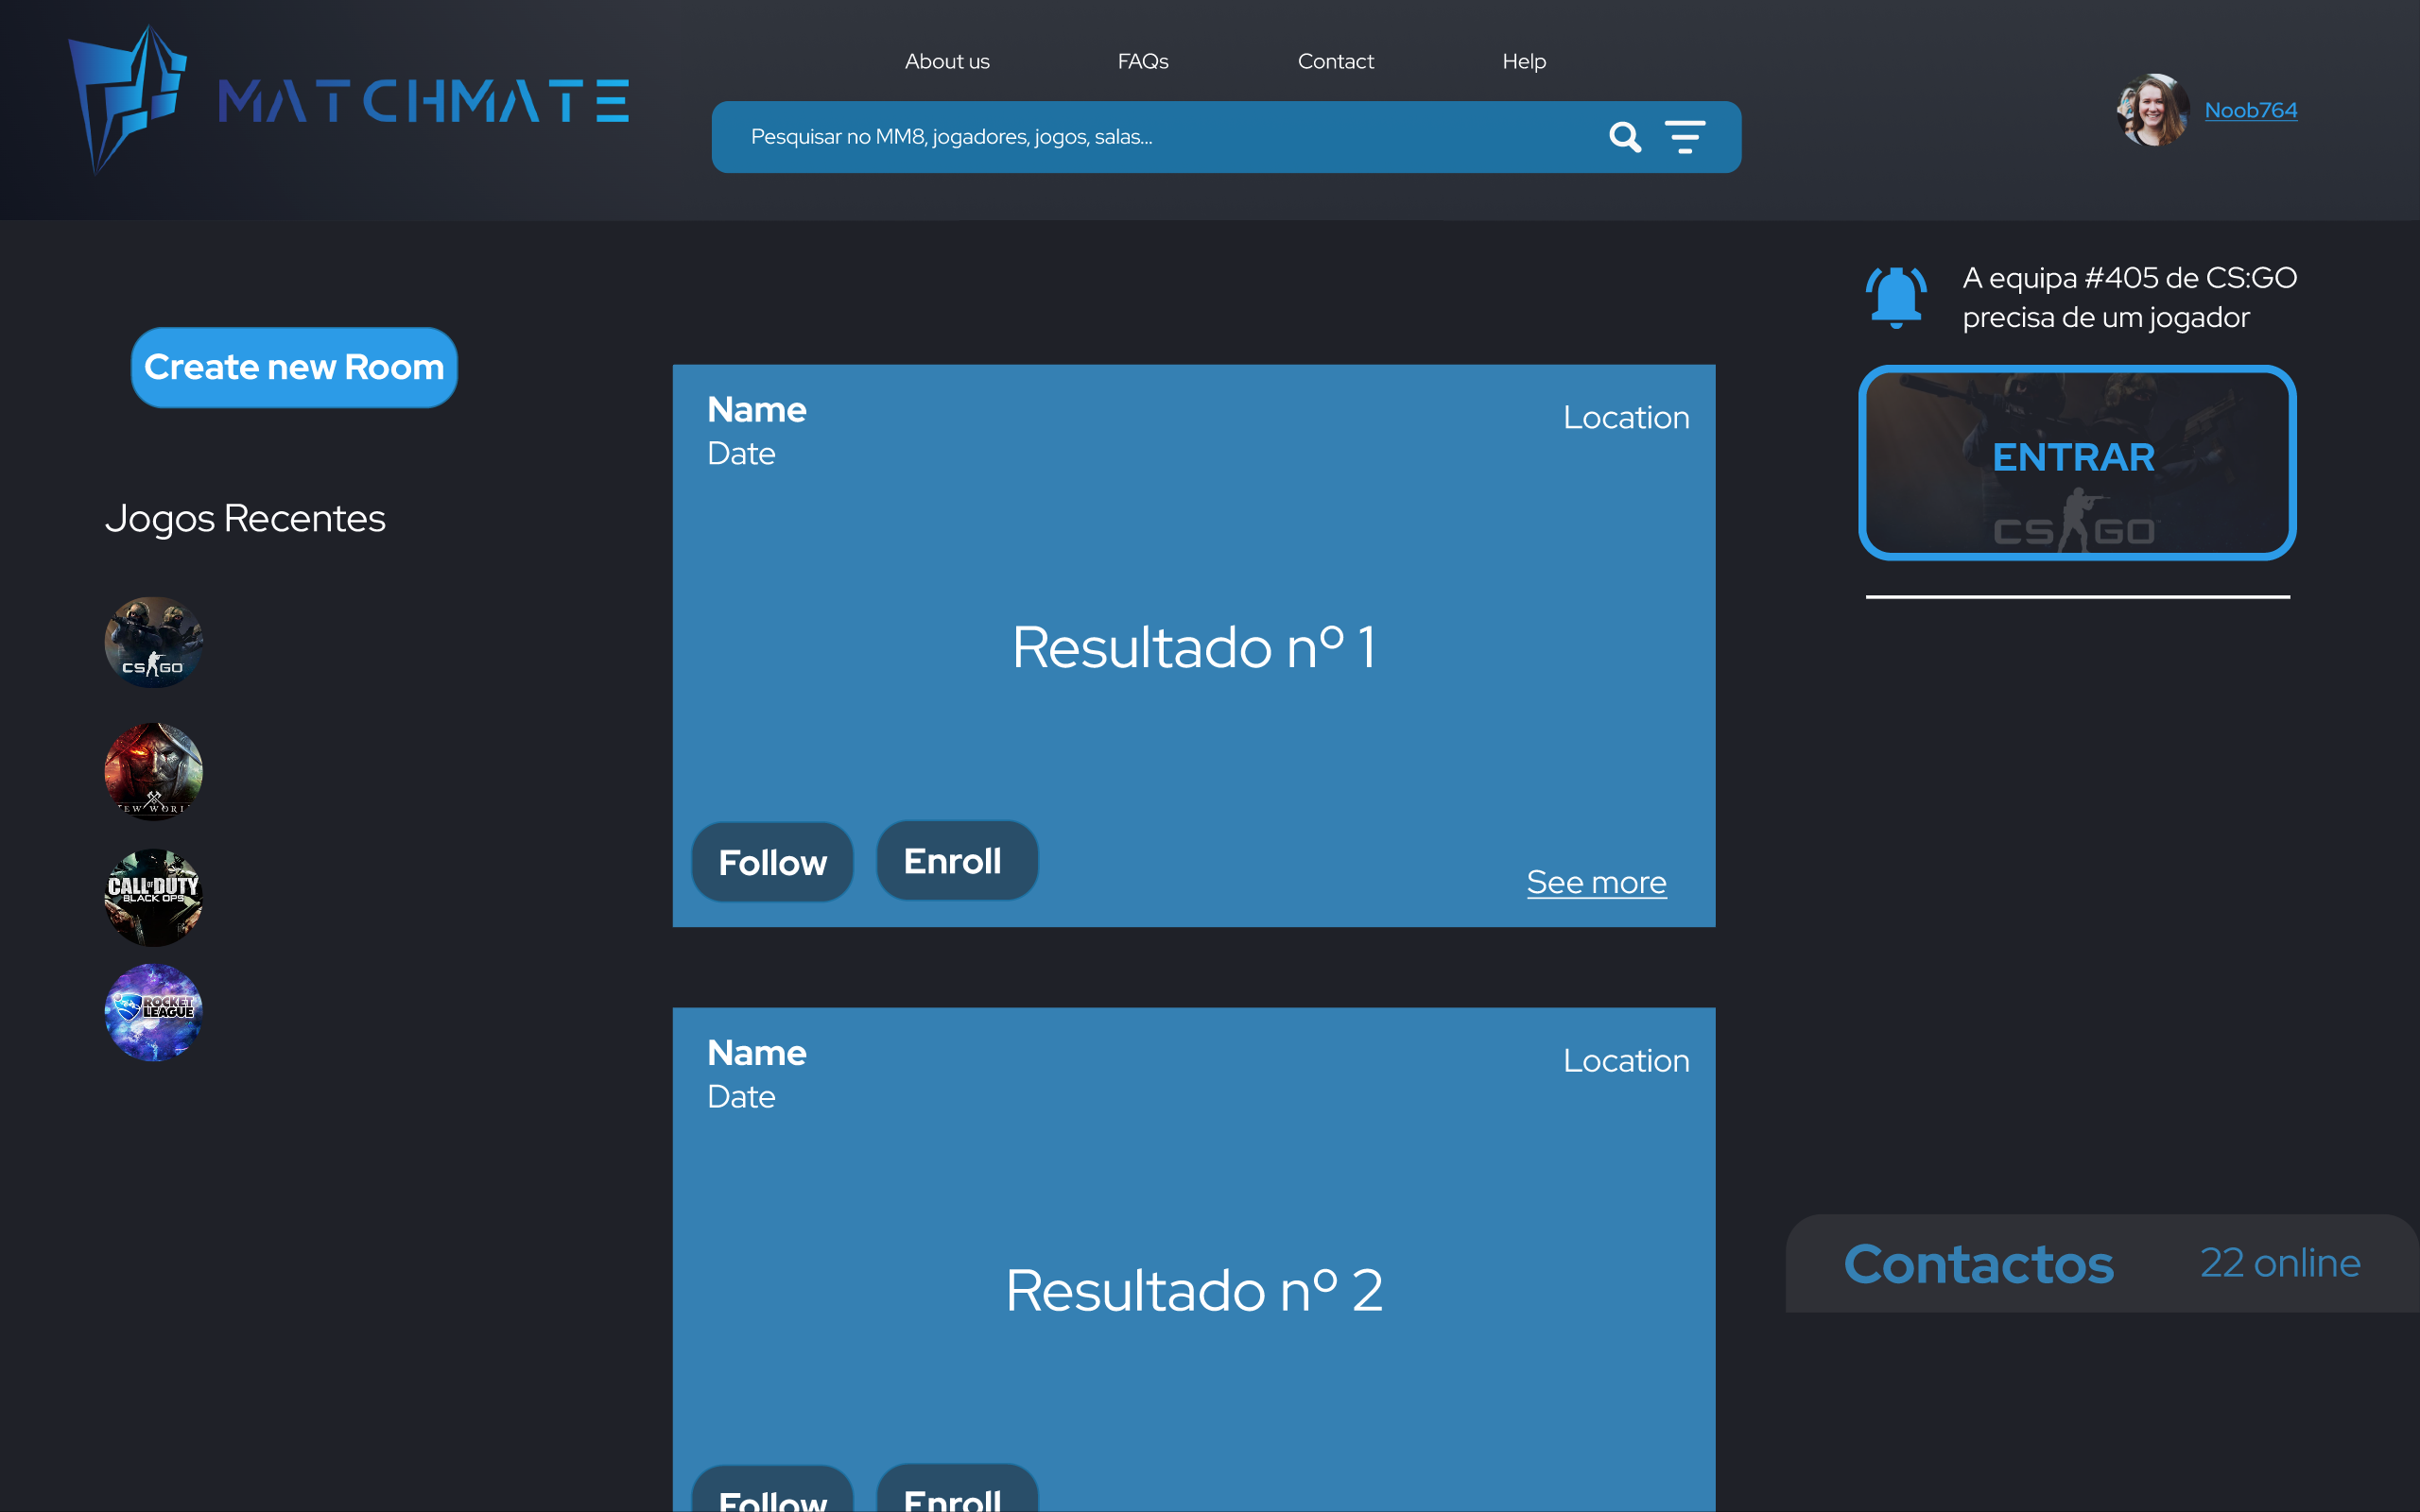 MATCHMATE
About us
FAQs
Contact
Help
Pesquisar no MM8, jogadores, jogos, salas...
Noob764
Create new Room
Jogos Recentes
CS GO
NEW WORL
CALL OF DUTY
BLACK OPS
ROCKET
LEAGUE
Name
Date
Location
Resultado nº 1
Follow
Enroll
See more
Name
Date
Location
Resultado nº 2
Follow
Enroll
A equipa #405 de CS:GO
precisa de um jogador
ENTRAR
CS GO
Contactos
22 online